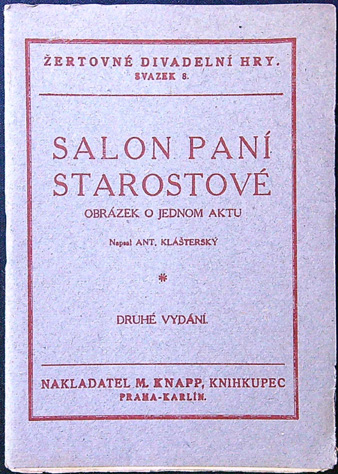 ŽERTOVNÉ DIVADELNÍ HRY.
SVAZEK 8.
SALON PANÍ
STAROSTOVÉ
OBRÁZEK O JEDNOM AKTU
Napsal ANT. KLÁŠTERSKÝ
*
DRUHÉ VYDÁNÍ.
NAKLADATEL M. KNAPP, KNIHKUPEC
PRAHA-KARLÍN.